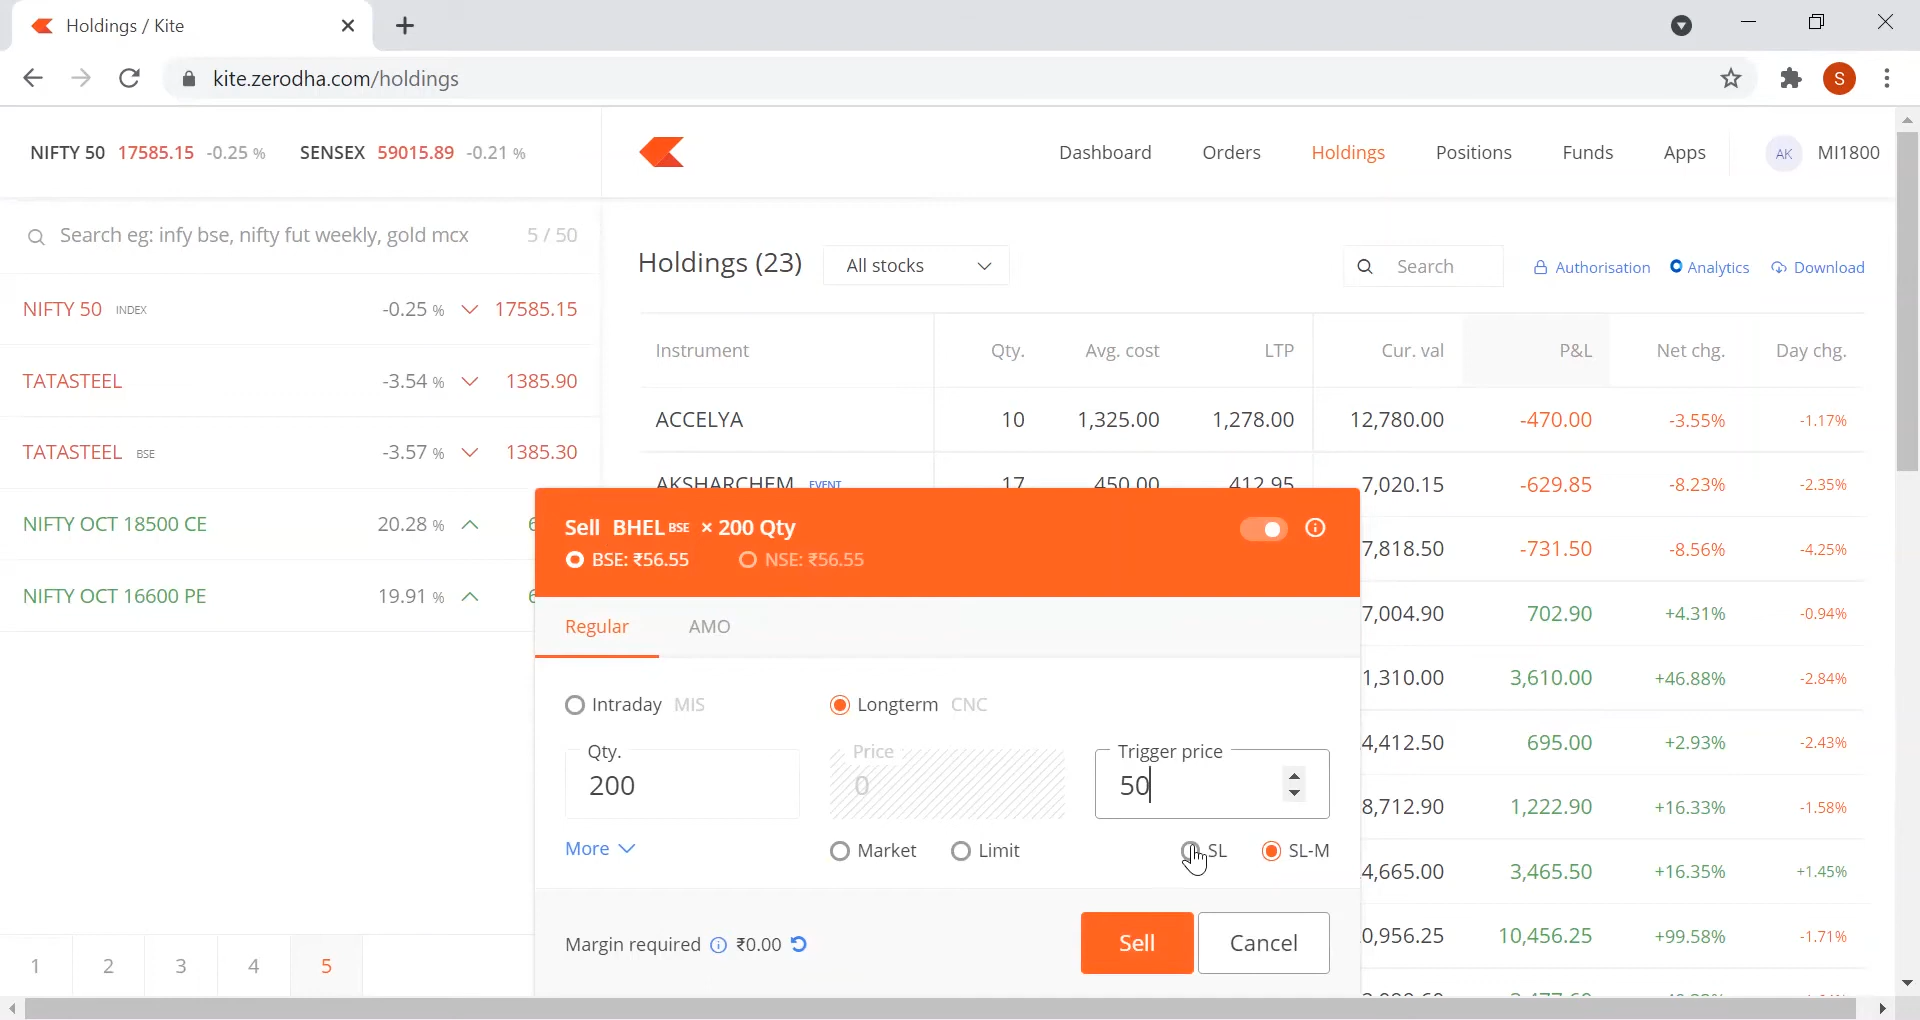 Holdings / Kite
kite.zerodha.com/holdings
S
NIFTY 50 17585.15 -0.25 % SENSEX 59015.89 -0.21 %
Dashboard Orders Holdings Positions Funds Apps AK MI1800
Search eg: infy bse, nifty fut weekly, gold mcx 5 / 50
NIFTY 50 INDEX -0.25 % 17585.15
TATASTEEL -3.54 % 1385.90
TATASTEEL BSE -3.57 % 1385.30
NIFTY OCT 18500 CE 20.28 % 6
NIFTY OCT 16600 PE 19.91 % 6
1 2 3 4 5
Holdings (23) All stocks Search Authorisation Analytics Download
Instrument Qty. Avg. cost LTP Cur. val P&L Net chg. Day chg.
ACCELYA 10 1,325.00 1,278.00 12,780.00 -470.00 -3.55% -1.17%
AKSHARCHEM EVENT 17 450.00 412.95 7,020.15 -629.85 -8.23% -2.35%
7,818.50 -731.50 -8.56% -4.25%
7,004.90 702.90 +4.31% -0.94%
1,310.00 3,610.00 +46.88% -2.84%
4,412.50 695.00 +2.93% -2.43%
8,712.90 1,222.90 +16.33% -1.58%
4,665.00 3,465.50 +16.35% +1.45%
0,956.25 10,456.25 +99.58% -1.71%
Sell BHEL BSE × 200 Qty
BSE: ₹56.55 NSE: ₹56.55
Regular AMO
Intraday MIS Longterm CNC
Qty. Price Trigger price
200 0 50
More Market Limit SL SL-M
Margin required ₹0.00 Sell Cancel